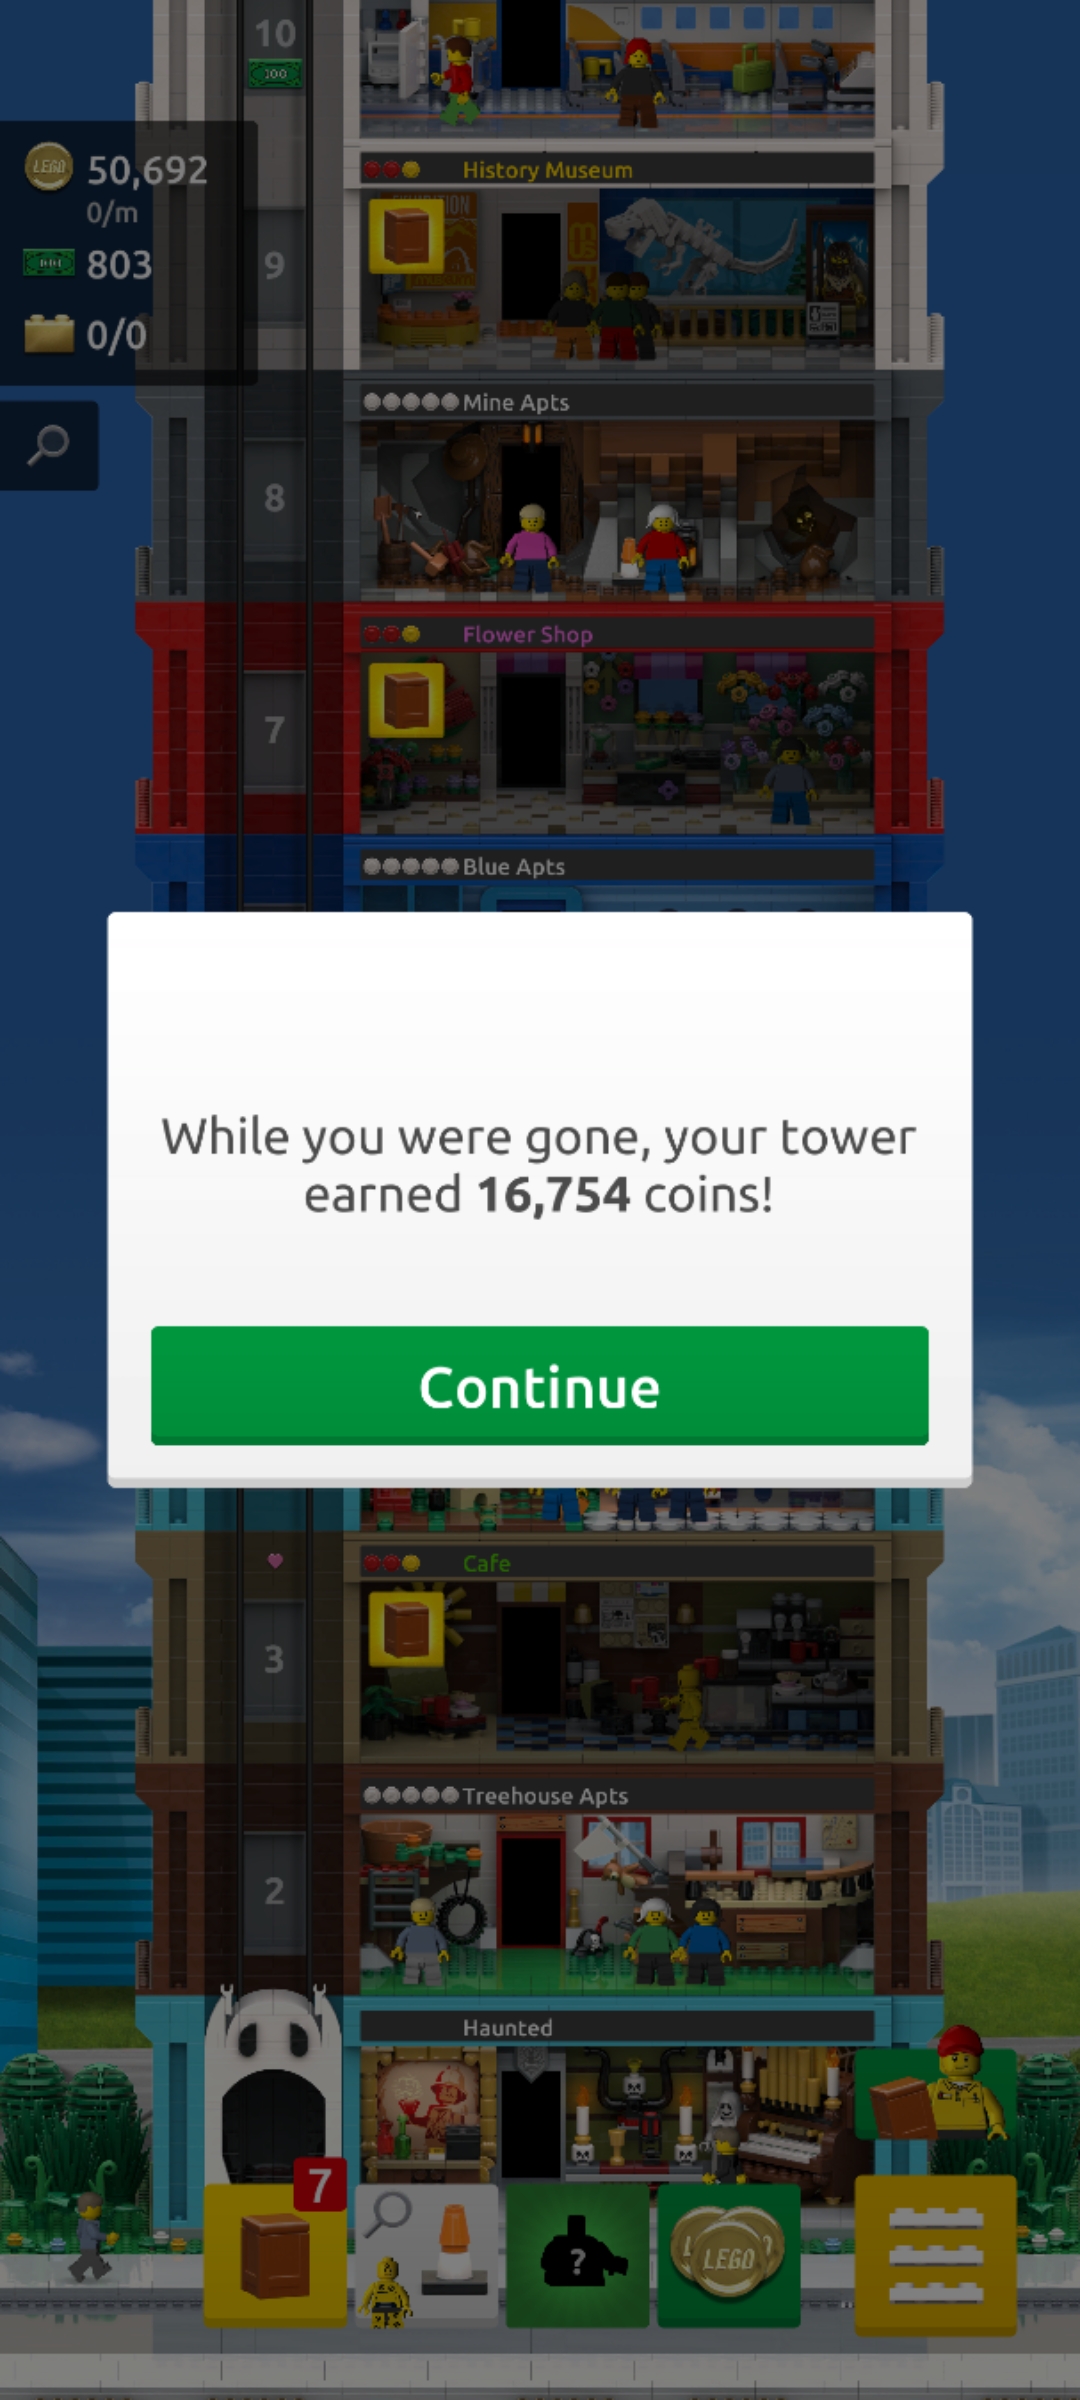 10
100
LEGO 50,692
0/m
803
0/0
History Museum
9
Mine Apts
8
Flower Shop
7
Blue Apts
While you were gone, your tower
earned 16,754 coins!
Continue
Cafe
3
Treehouse Apts
2
Haunted
7
?
LEGO